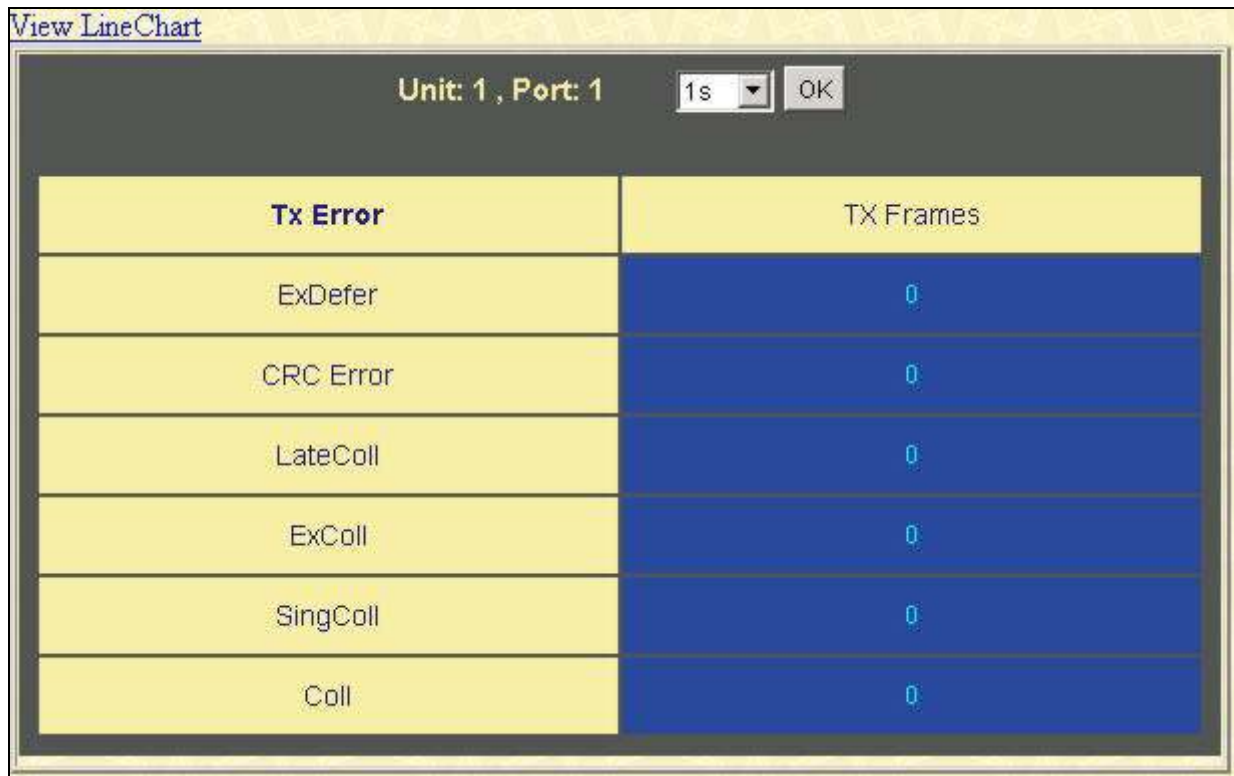 View LineChart
Unit: 1 , Port: 1 1s OK
Tx Error TX Frames
ExDefer 0
CRC Error 0
LateColl 0
ExColl 0
SingColl 0
Coll 0